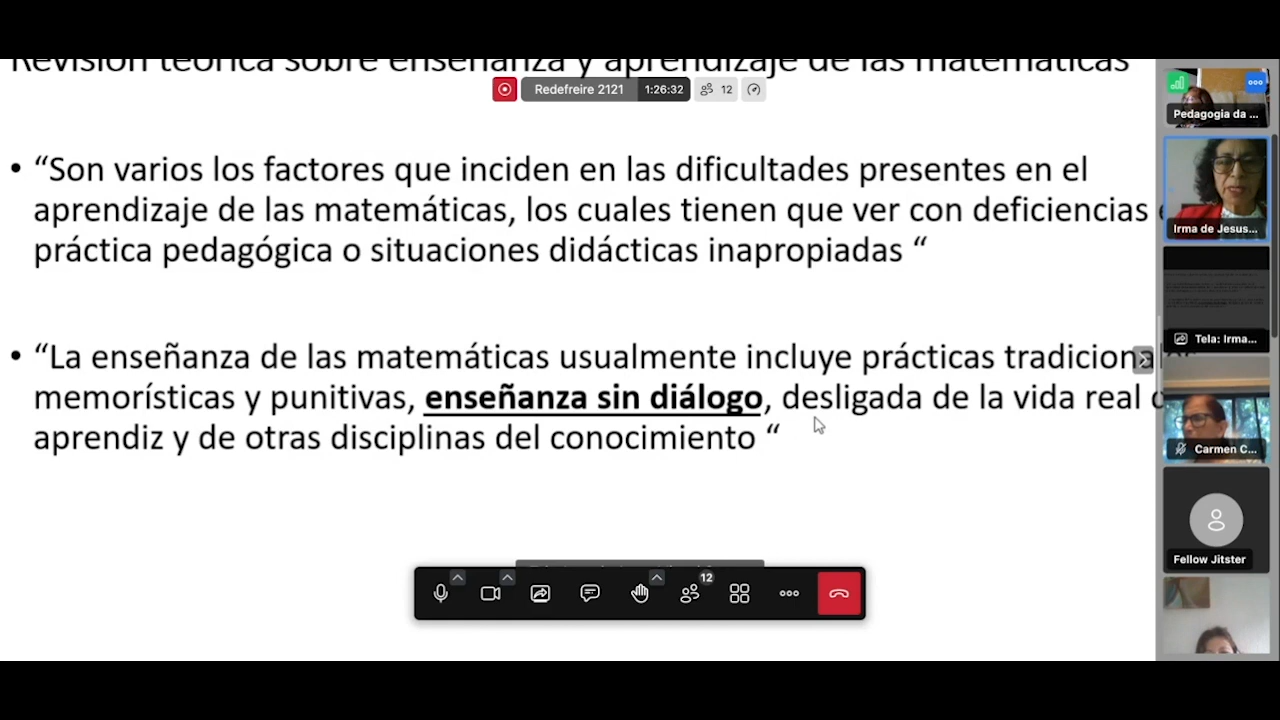 Revisión teórica sobre enseñanza y aprendizaje de las matemáticas
Redefreire 2121 1:26:32 12
• “Son varios los factores que inciden en las dificultades presentes en el
aprendizaje de las matemáticas, los cuales tienen que ver con deficiencias
práctica pedagógica o situaciones didácticas inapropiadas “
• “La enseñanza de las matemáticas usualmente incluye prácticas
memorísticas y punitivas, enseñanza sin diálogo, desligada de la vida real
aprendiz y de otras disciplinas del conocimiento “
Pedagogia da ...
Irma de Jesus...
Tela: Irma...
Carmen C...
Fellow Jitster
12